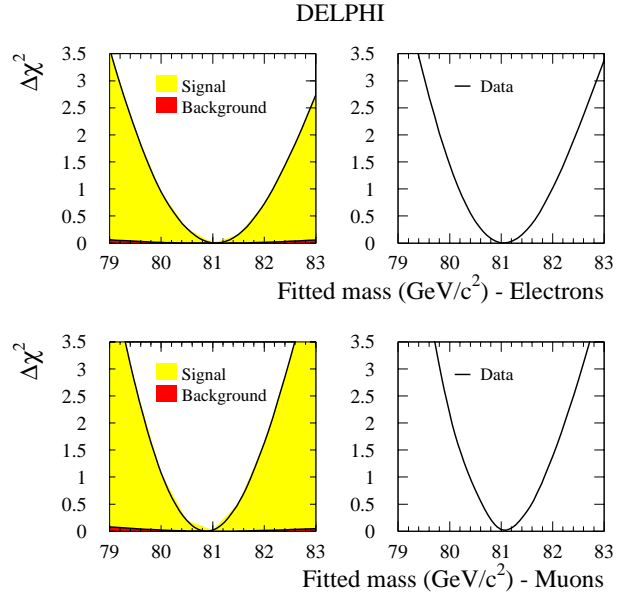 DELPHI
Δχ²
3.5
3
2.5
2
1.5
1
0.5
0
Signal
Background
79 80 81 82 83
3.5
3
2.5
2
1.5
1
0.5
0
Data
79 80 81 82 83
Fitted mass (GeV/c²) - Electrons
Δχ²
3.5
3
2.5
2
1.5
1
0.5
0
Signal
Background
79 80 81 82 83
3.5
3
2.5
2
1.5
1
0.5
0
Data
79 80 81 82 83
Fitted mass (GeV/c²) - Muons